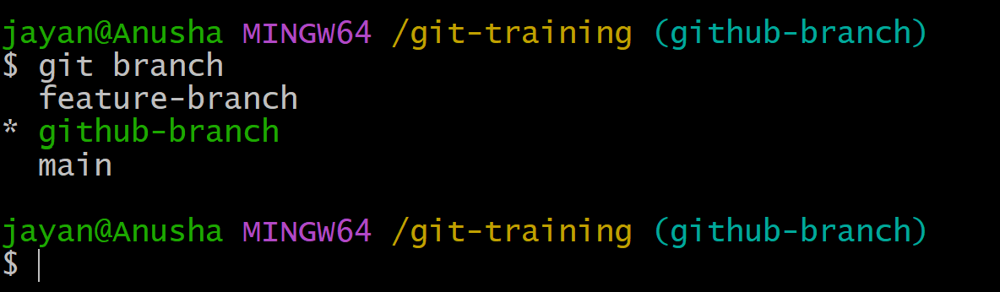 jayan@Anusha MINGW64 /git-training (github-branch)
$ git branch
  feature-branch
* github-branch
  main

jayan@Anusha MINGW64 /git-training (github-branch)
$